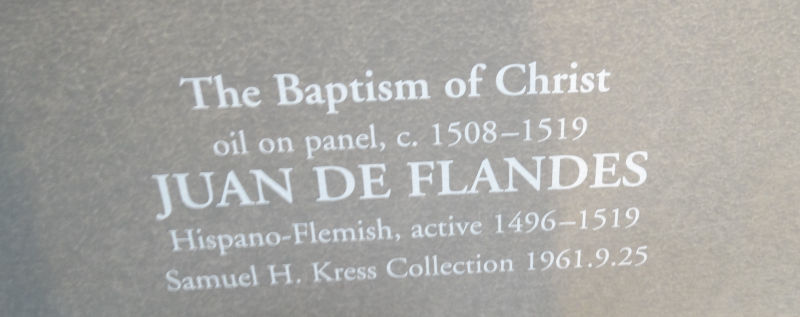 The Baptism of Christ
oil on panel, c. 1508–1519
JUAN DE FLANDES
Hispano-Flemish, active 1496–1519
Samuel H. Kress Collection 1961.9.25